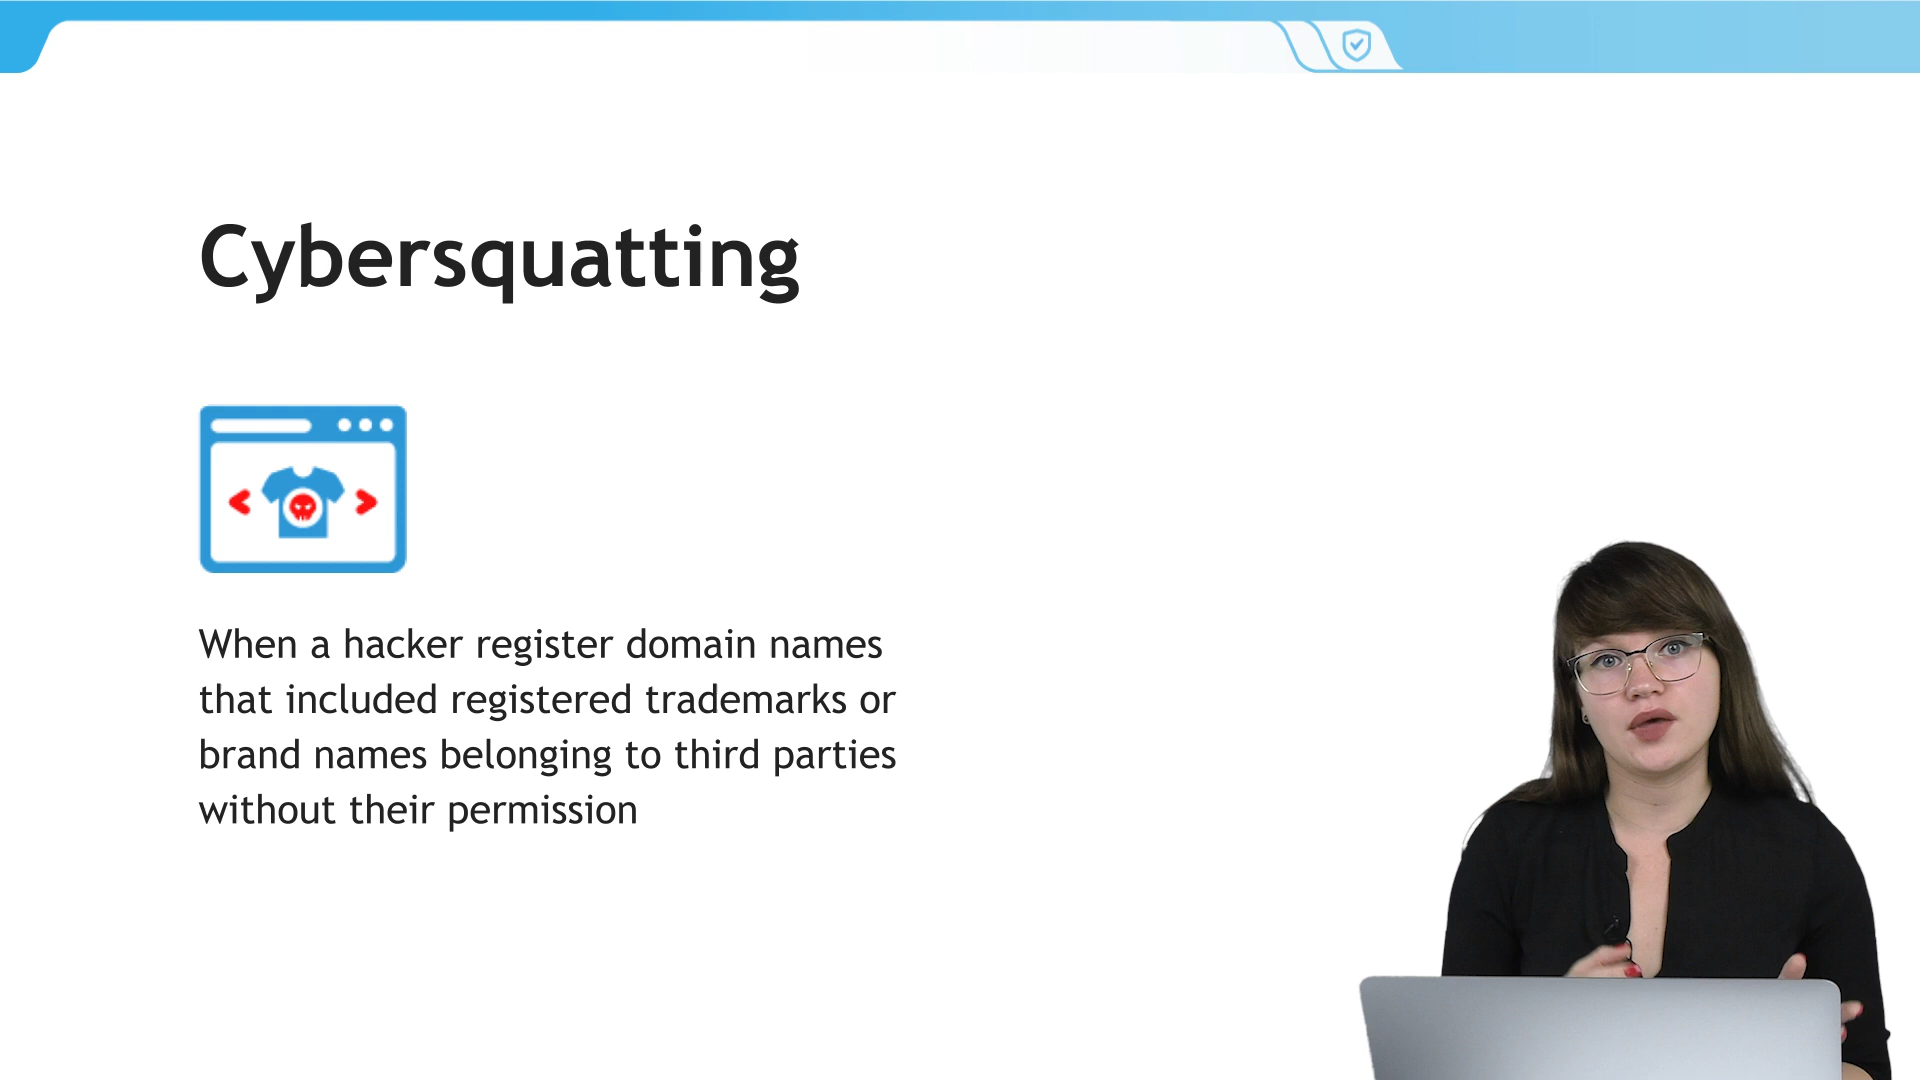 Cybersquatting
When a hacker register domain names
that included registered trademarks or
brand names belonging to third parties
without their permission